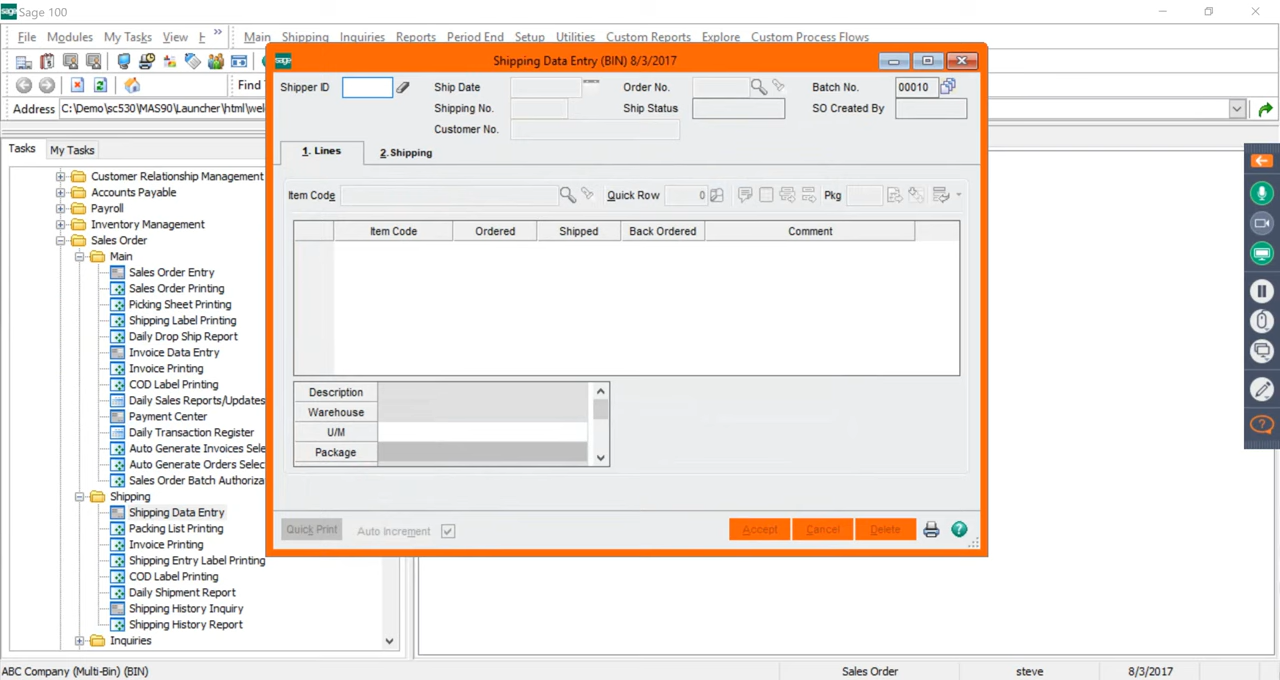 sage Sage 100
File Modules My Tasks View H » Main Shipping Inquiries Reports Period End Setup Utilities Custom Reports Explore Custom Process Flows
Find
Address C:\Demo\sc530\MAS90\Launcher\html\wel
Tasks My Tasks
Customer Relationship Management
Accounts Payable
Payroll
Inventory Management
Sales Order
Main
Sales Order Entry
Sales Order Printing
Picking Sheet Printing
Shipping Label Printing
Daily Drop Ship Report
Invoice Data Entry
Invoice Printing
COD Label Printing
Daily Sales Reports/Updates
Payment Center
Daily Transaction Register
Auto Generate Invoices Sele
Auto Generate Orders Selec
Sales Order Batch Authoriza
Shipping
Shipping Data Entry
Packing List Printing
Invoice Printing
Shipping Entry Label Printing
COD Label Printing
Daily Shipment Report
Shipping History Inquiry
Shipping History Report
Inquiries
sage Shipping Data Entry (BIN) 8/3/2017
Shipper ID Ship Date Order No. Batch No. 00010
Shipping No. Ship Status SO Created By
Customer No.
1. Lines 2. Shipping
Item Code Quick Row 0 Pkg
Item Code Ordered Shipped Back Ordered Comment
Description
Warehouse
U/M
Package
Quick Print Auto Increment Accept Cancel Delete
ABC Company (Multi-Bin) (BIN) Sales Order steve 8/3/2017